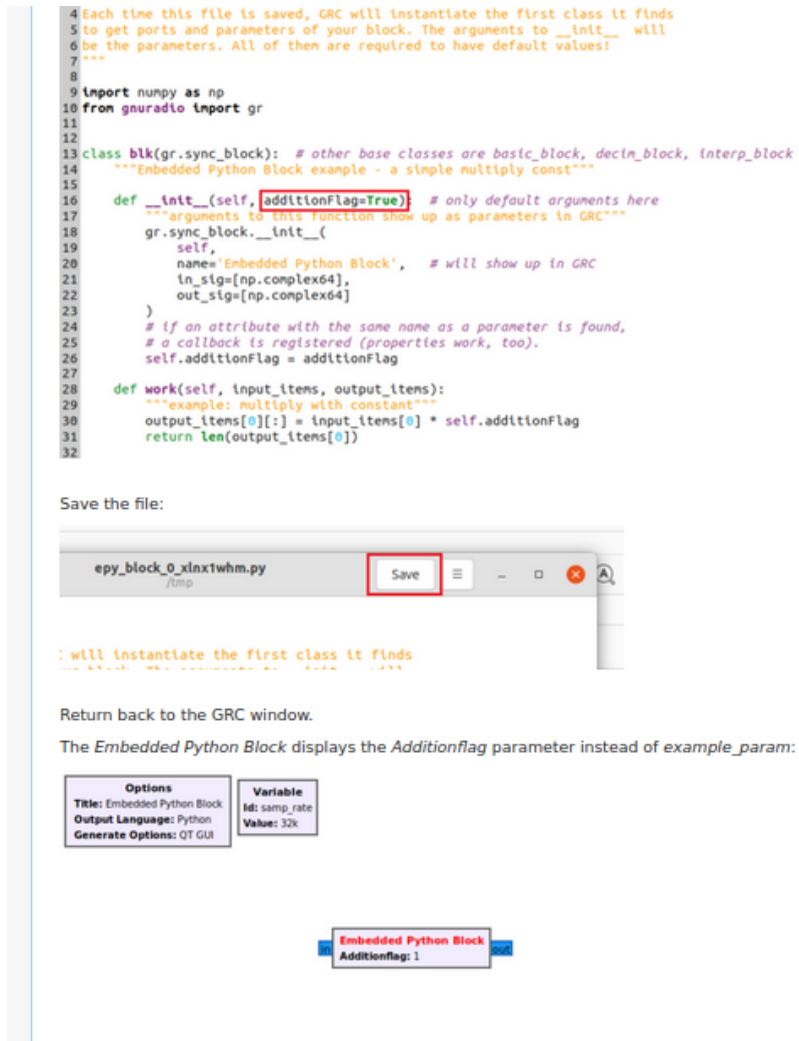 4 Each time this file is saved, GRC will instantiate the first class it finds
5 to get ports and parameters of your block. The arguments to __init__  will
6 be the parameters. All of them are required to have default values!
7 """
8
9 import numpy as np
10 from gnuradio import gr
11
12
13 class blk(gr.sync_block):  # other base classes are basic_block, decim_block, interp_block
14     """Embedded Python Block example - a simple multiply const"""
15
16     def __init__(self, additionFlag=True):  # only default arguments here
17         """arguments to this function show up as parameters in GRC"""
18         gr.sync_block.__init__(
19             self,
20             name='Embedded Python Block',   # will show up in GRC
21             in_sig=[np.complex64],
22             out_sig=[np.complex64]
23         )
24         # if an attribute with the same name as a parameter is found,
25         # a callback is registered (properties work, too).
26         self.additionFlag = additionFlag
27
28     def work(self, input_items, output_items):
29         """example: multiply with constant"""
30         output_items[0][:] = input_items[0] * self.additionFlag
31         return len(output_items[0])
32
Save the file:
epy_block_0_xlnx1whm.py
/tmp
Save
A
C will instantiate the first class it finds
Return back to the GRC window.
The Embedded Python Block displays the Additionflag parameter instead of example_param:
Options
Title: Embedded Python Block
Output Language: Python
Generate Options: QT GUI
Variable
Id: samp_rate
Value: 32k
in
Embedded Python Block
Additionflag: 1
out